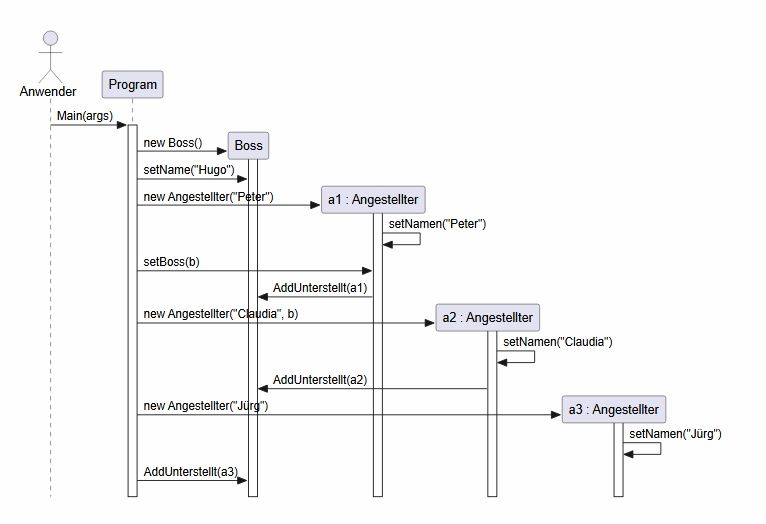 Anwender
Program
Main(args)
new Boss()
Boss
setName("Hugo")
new Angestellter("Peter")
a1 : Angestellter
setNamen("Peter")
setBoss(b)
AddUnterstellt(a1)
new Angestellter("Claudia", b)
a2 : Angestellter
setNamen("Claudia")
AddUnterstellt(a2)
new Angestellter("Jürg")
a3 : Angestellter
setNamen("Jürg")
AddUnterstellt(a3)